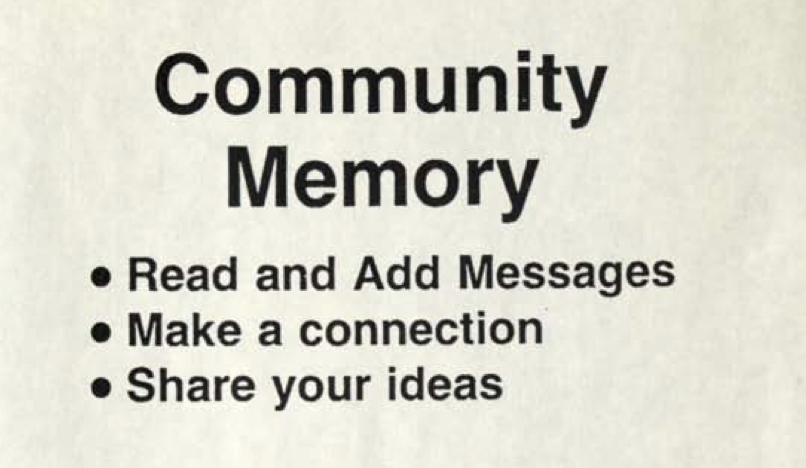 Community
Memory
• Read and Add Messages
• Make a connection
• Share your ideas